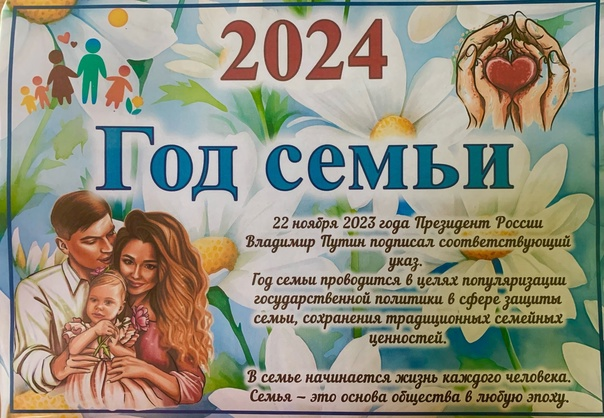 2024
Год семьи
22 ноября 2023 года Президент России
Владимир Путин подписал соответствующий
указ.
Год семьи проводится в целях популяризации
государственной политики в сфере защиты
семьи, сохранения традиционных семейных
ценностей.
В семье начинается жизнь каждого человека.
Семья – это основа общества в любую эпоху.